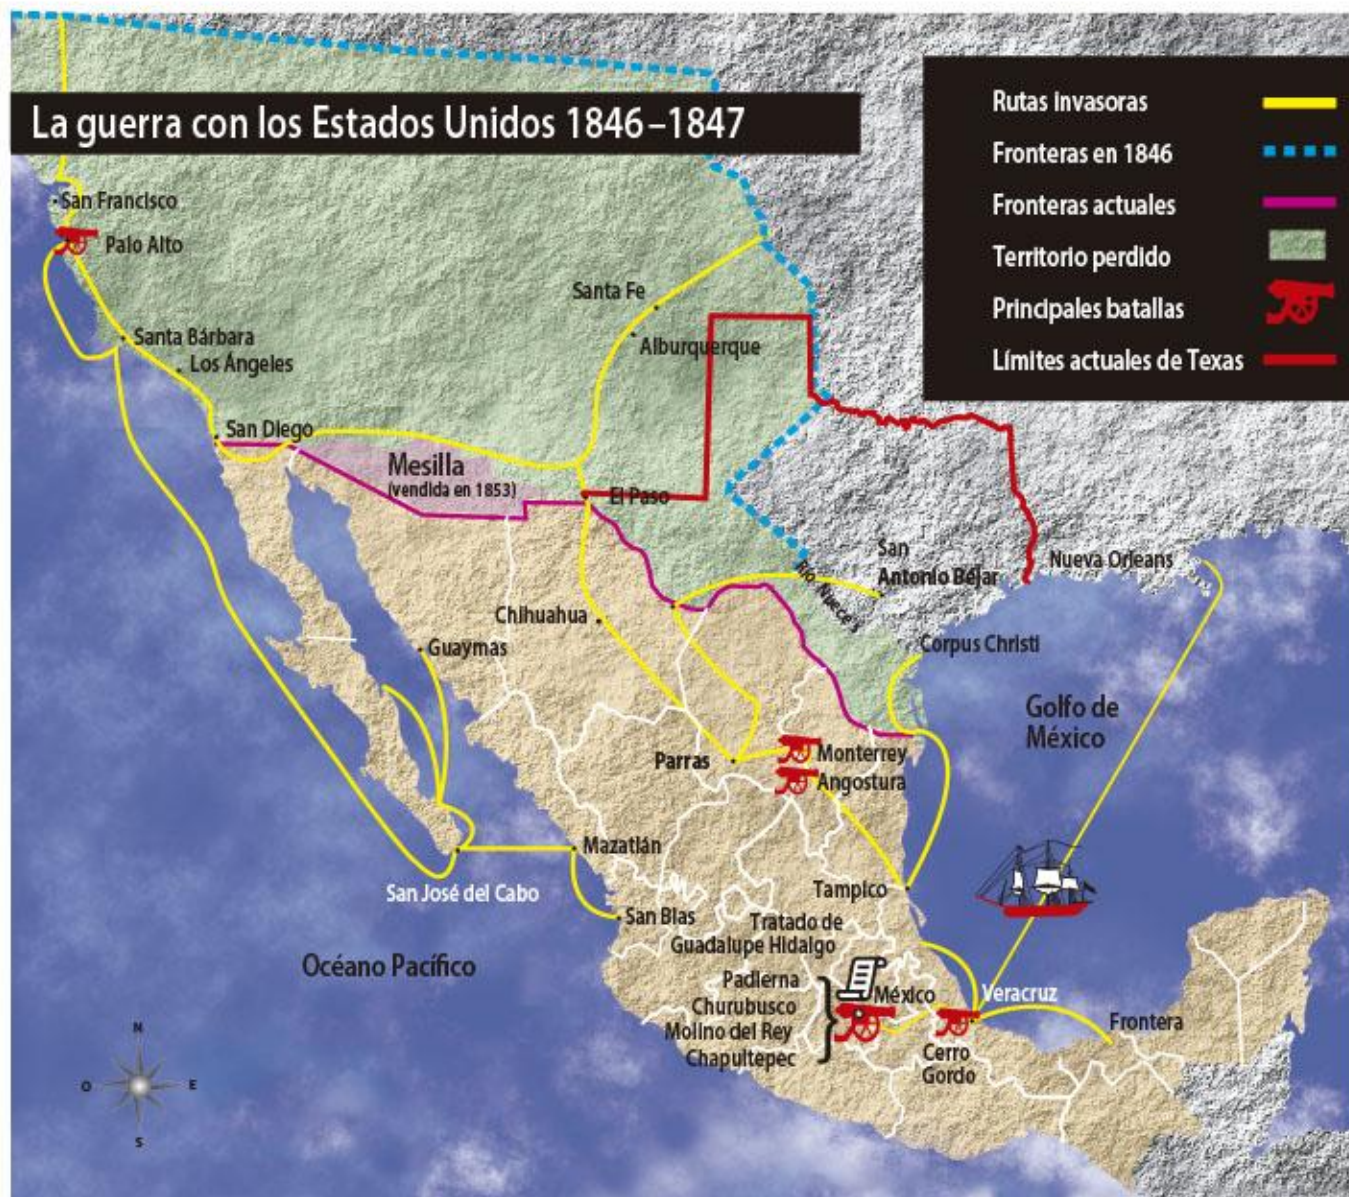 La guerra con los Estados Unidos 1846–1847
Rutas invasoras
Fronteras en 1846
Fronteras actuales
Territorio perdido
Principales batallas
Límites actuales de Texas
San Francisco
Palo Alto
Santa Bárbara
Los Ángeles
San Diego
Santa Fe
Alburquerque
Mesilla
(vendida en 1853)
El Paso
San
Antonio Béjar
Río Nueces
Nueva Orleans
Chihuahua
Guaymas
Corpus Christi
Golfo de
México
Parras
Monterrey
Angostura
Mazatlán
San José del Cabo
San Blas
Tampico
Tratado de
Guadalupe Hidalgo
Océano Pacífico
Padierna
Churubusco
Molino del Rey
Chapultepec
México
Veracruz
Cerro
Gordo
Frontera
N
O
E
S